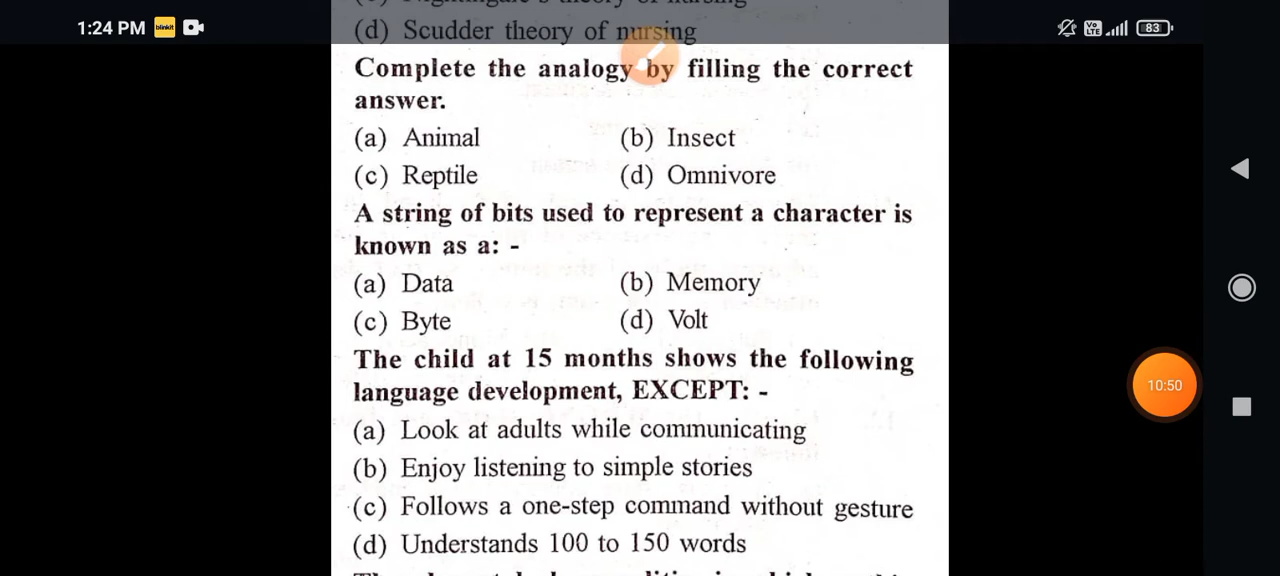 1:24 PM blinkit Vo LTE 83
(d) Scudder theory of nursing
Complete the analogy by filling the correct
answer.
(a) Animal (b) Insect
(c) Reptile (d) Omnivore
A string of bits used to represent a character is
known as a: -
(a) Data (b) Memory
(c) Byte (d) Volt
The child at 15 months shows the following
language development, EXCEPT: -
(a) Look at adults while communicating
(b) Enjoy listening to simple stories
(c) Follows a one-step command without gesture
(d) Understands 100 to 150 words
10:50